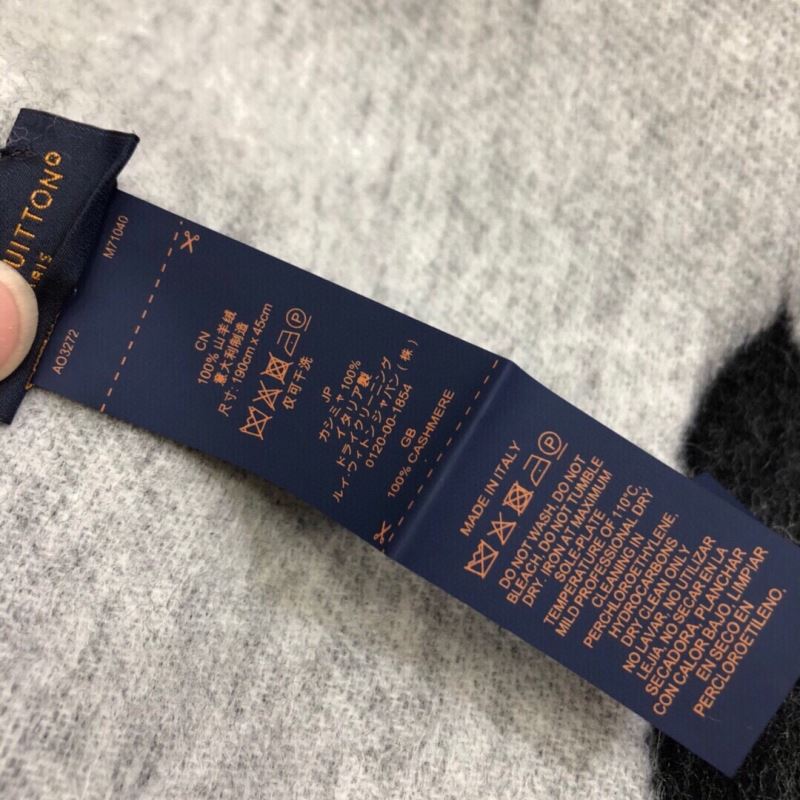 UITTON
ARIS
M71040
AO3272
CN
100% 山羊绒
意大利制造
尺寸: 190cm x 45cm
P
仅可干洗
JP
カシミヤ 100%
イタリア製
ドライクリーニング
ルイ・ヴィトンジャパン(株)
0120-00-1854
GB
100% CASHMERE
MADE IN ITALY
P
DO NOT WASH, DO NOT
BLEACH, DO NOT TUMBLE
DRY, IRON AT MAXIMUM
SOLE-PLATE
TEMPERATURE OF 110°C,
MILD PROFESSIONAL DRY
CLEANING IN
PERCHLOROETHYLENE,
HYDROCARBONS
DRY CLEAN ONLY
NO LAVAR, NO UTILIZAR
LEJIA, NO SECAR EN LA
SECADORA, PLANCHAR
CON CALOR BAJO, LIMPIAR
EN SECO EN
PERCLOROETILENO.